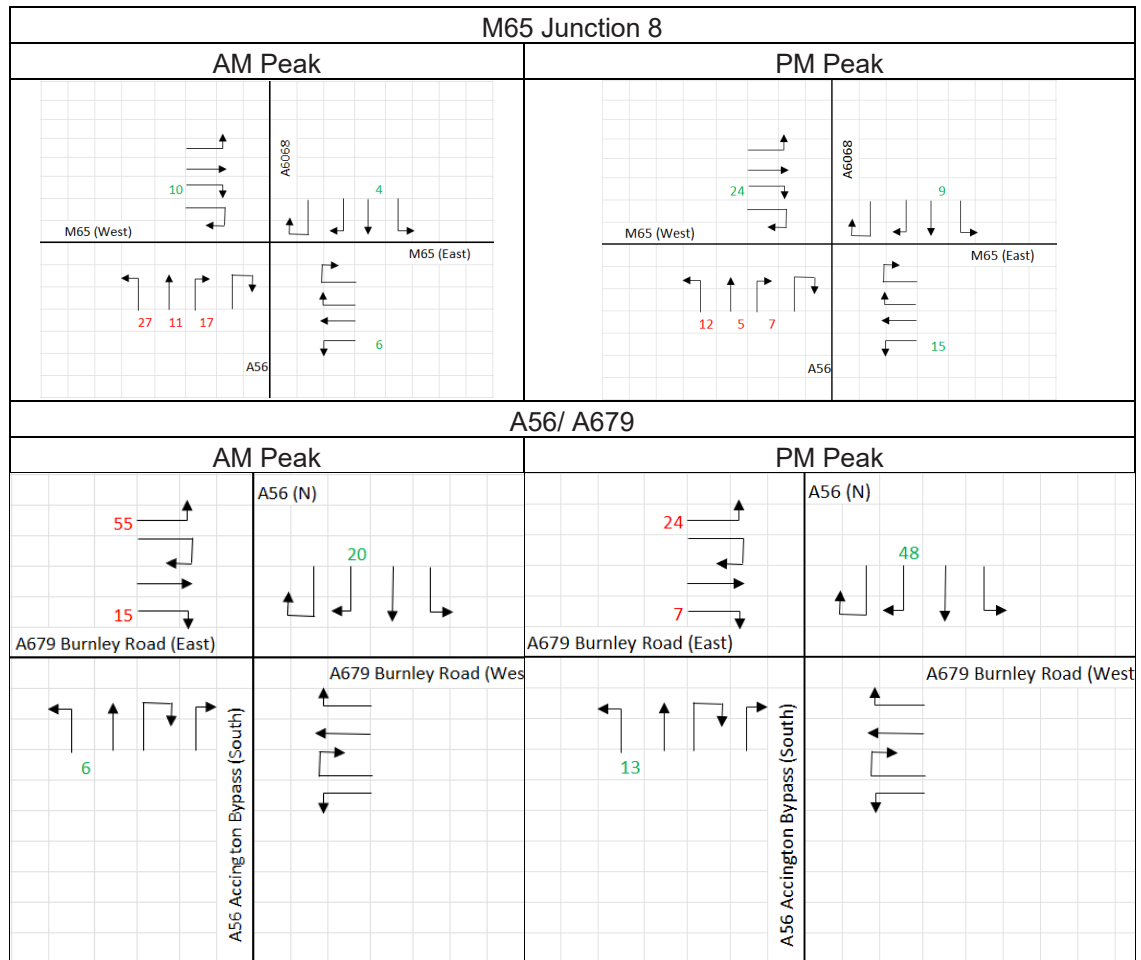 M65 Junction 8
AM Peak
PM Peak
A6068
10
4
M65 (West)
M65 (East)
27 11 17
6
A56
A6068
24
9
M65 (West)
M65 (East)
12 5 7
15
A56
A56/ A679
AM Peak
PM Peak
A56 (N)
55
20
15
A679 Burnley Road (East)
A679 Burnley Road (Wes
6
A56 Accington Bypass (South)
A56 (N)
24
48
7
A679 Burnley Road (East)
A679 Burnley Road (West
13
A56 Accington Bypass (South)